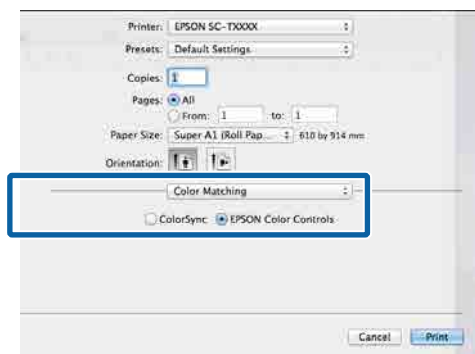 Printer: EPSON SC-TXXXX
Presets: Default Settings
Copies: 1
Pages: All
From: 1 to: 1
Paper Size: Super A1 (Roll Pap... 610 by 914 mm
Orientation:
Color Matching
ColorSync EPSON Color Controls
Cancel Print